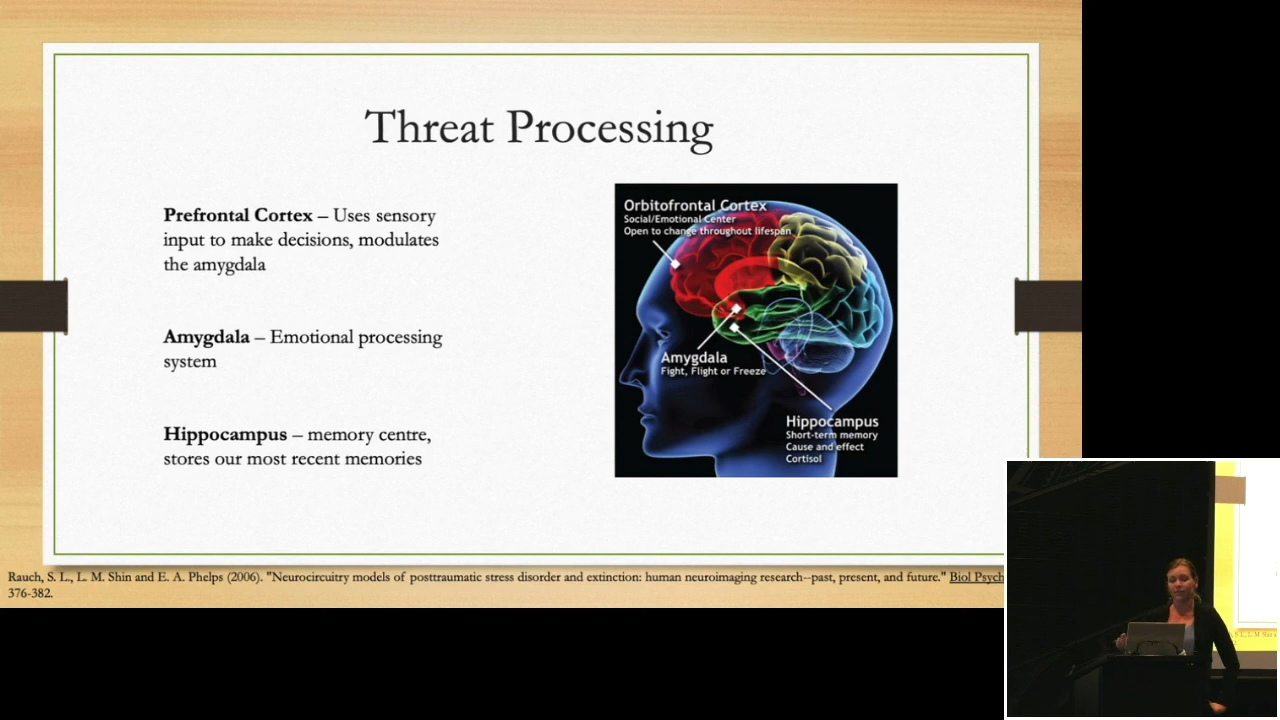 Threat Processing
Prefrontal Cortex – Uses sensory
input to make decisions, modulates
the amygdala
Amygdala – Emotional processing
system
Hippocampus – memory centre,
stores our most recent memories
Orbitofrontal Cortex
Social/Emotional Center
Open to change throughout lifespan
Amygdala
Fight, Flight or Freeze
Hippocampus
Short-term memory
Cause and effect
Cortisol
Rauch, S. L., L. M. Shin and E. A. Phelps (2006). "Neurocircuitry models of posttraumatic stress disorder and extinction: human neuroimaging research--past, present, and future." Biol Psych
376-382.